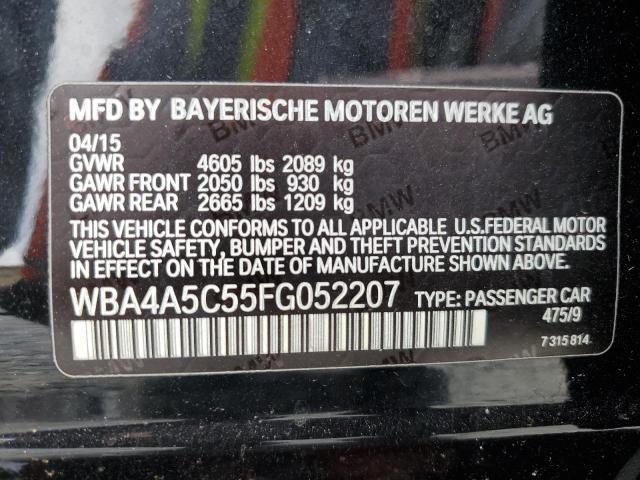 MFD BY BAYERISCHE MOTOREN WERKE AG
04/15
GVWR 4605 lbs 2089 kg
GAWR FRONT 2050 lbs 930 kg
GAWR REAR 2665 lbs 1209 kg
THIS VEHICLE CONFORMS TO ALL APPLICABLE U.S.FEDERAL MOTOR
VEHICLE SAFETY, BUMPER AND THEFT PREVENTION STANDARDS
IN EFFECT ON THE DATE OF MANUFACTURE SHOWN ABOVE.
WBA4A5C55FG052207 TYPE: PASSENGER CAR
475/9
7 315 814